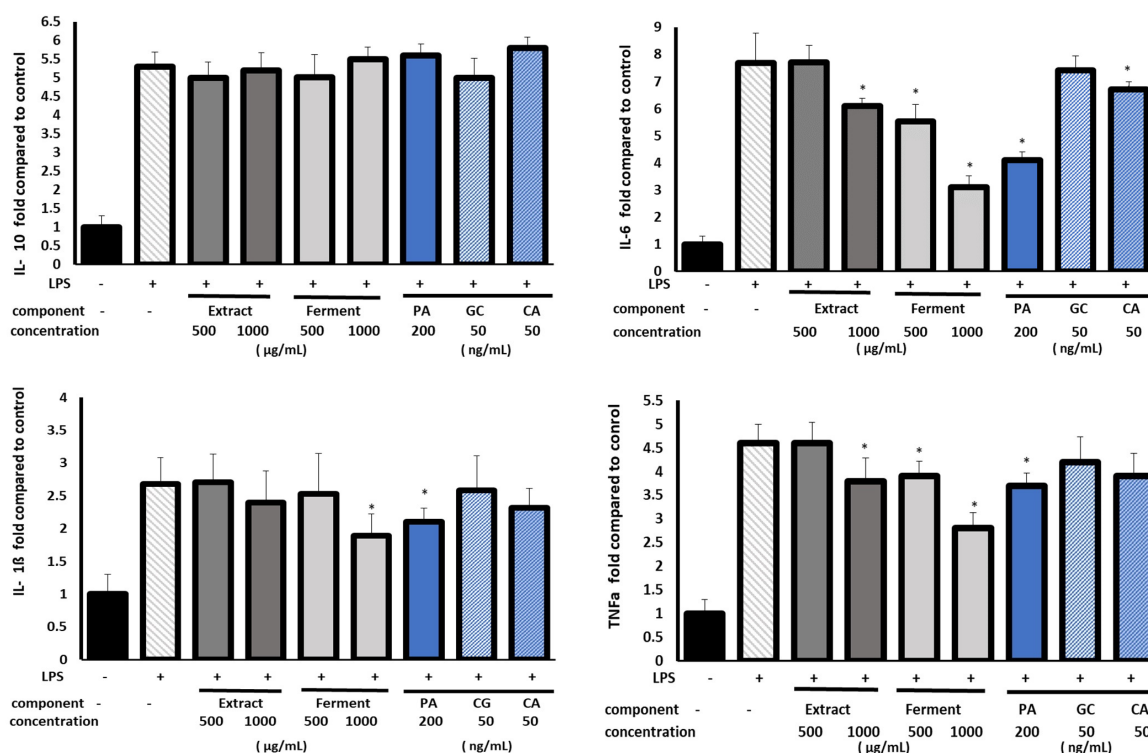 IL- 10 fold compared to control
6.5
6
5.5
5
4.5
4
3.5
3
2.5
2
1.5
1
0.5
0
LPS - + + + + + + + +
component - Extract Ferment PA GC CA
concentration 500 1000 500 1000 200 50 50
( µg/mL) ( ng/mL)
IL-6 fold compared to control
9
8
7
6
5
4
3
2
1
0
* * * * *
LPS - + + + + + + + +
component - Extract Ferment PA GC CA
concentration 500 1000 500 1000 200 50 50
( µg/mL) ( ng/mL)
IL- 1ß fold compared to control
4
3.5
3
2.5
2
1.5
1
0.5
0
* *
LPS - + + + + + + + +
component - Extract Ferment PA CG CA
concentration 500 1000 500 1000 200 50 50
( µg/mL) ( ng/mL)
TNFa fold compared to conrol
5.5
5
4.5
4
3.5
3
2.5
2
1.5
1
0.5
0
* * * *
LPS - + + + + + + + +
component - Extract Ferment PA GC CA
concentration 500 1000 500 1000 200 50 50
( µg/mL) ( ng/mL)